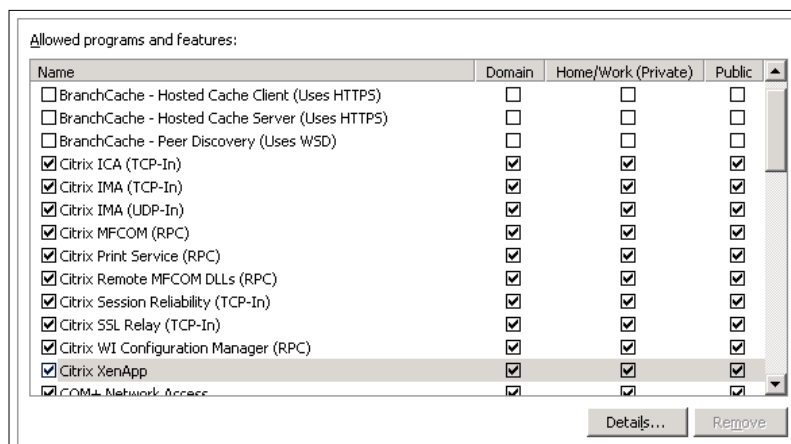 Allowed programs and features:
Name Domain Home/Work (Private) Public
BranchCache - Hosted Cache Client (Uses HTTPS)
BranchCache - Hosted Cache Server (Uses HTTPS)
BranchCache - Peer Discovery (Uses WSD)
Citrix ICA (TCP-In)
Citrix IMA (TCP-In)
Citrix IMA (UDP-In)
Citrix MFCOM (RPC)
Citrix Print Service (RPC)
Citrix Remote MFCOM DLLs (RPC)
Citrix Session Reliability (TCP-In)
Citrix SSL Relay (TCP-In)
Citrix WI Configuration Manager (RPC)
Citrix XenApp
COM+ Network Access
Details... Remove